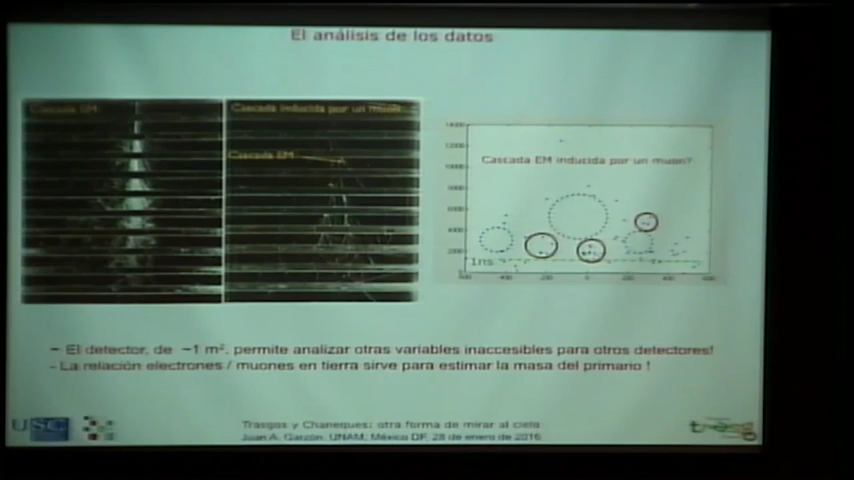 El análisis de los datos
Cascada EM
Cascada inducida por un muon
Cascada EM
Cascada EM inducida por un muon?
1ns
- El detector, de ~1 m², permite analizar otras variables inaccesibles para otros detectores!
- La relación electrones / muones en tierra sirve para estimar la masa del primario !
Trasgos y Chaneques: otra forma de mirar al cielo
Juan A. Garzón. UNAM, México DF, 28 de enero de 2016
USC